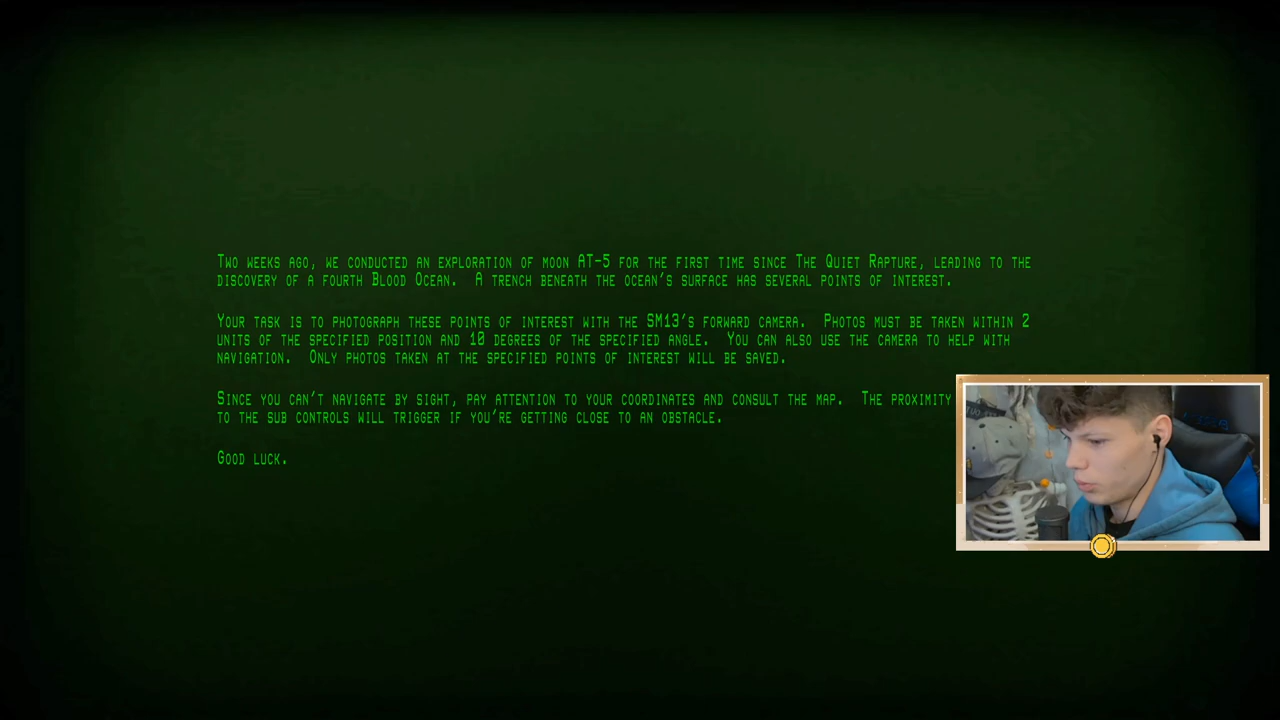 Two weeks ago, we conducted an exploration of moon AT-5 for the first time since The Quiet Rapture, leading to the
discovery of a fourth Blood Ocean. A trench beneath the ocean's surface has several points of interest.
Your task is to photograph these points of interest with the SM13's forward camera. Photos must be taken within 2
units of the specified position and 10 degrees of the specified angle. You can also use the camera to help with
navigation. Only photos taken at the specified points of interest will be saved.
Since you can't navigate by sight, pay attention to your coordinates and consult the map. The proximity
to the sub controls will trigger if you're getting close to an obstacle.
Good luck.